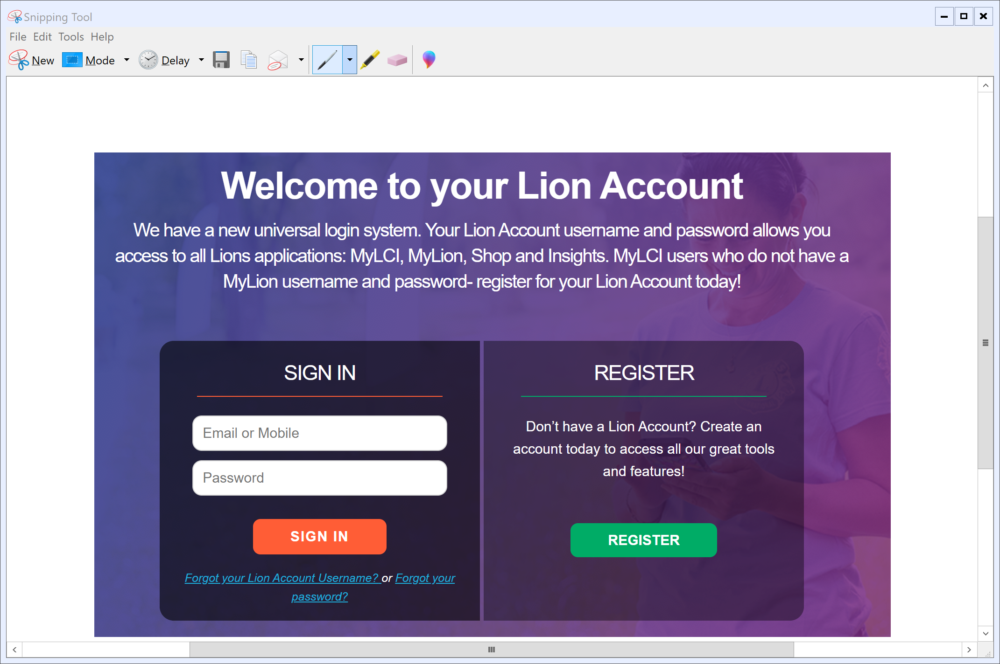 Snipping Tool
File Edit Tools Help
New Mode Delay
Welcome to your Lion Account
We have a new universal login system. Your Lion Account username and password allows you
access to all Lions applications: MyLCI, MyLion, Shop and Insights. MyLCI users who do not have a
MyLion username and password- register for your Lion Account today!
SIGN IN
Email or Mobile
Password
SIGN IN
Forgot your Lion Account Username? or Forgot your
password?
REGISTER
Don’t have a Lion Account? Create an
account today to access all our great tools
and features!
REGISTER